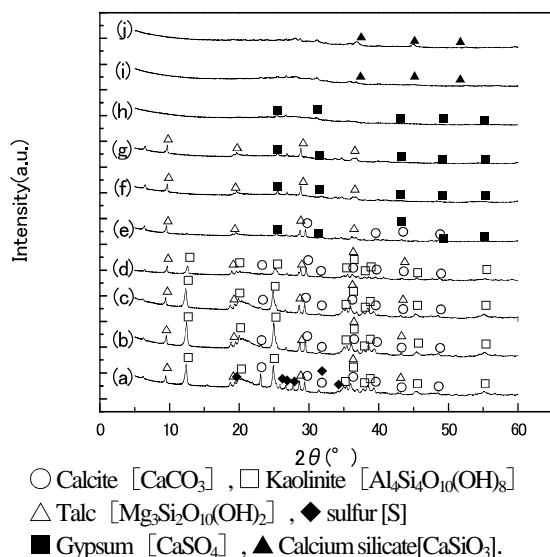 Intensity(a.u.)
(j)
(i)
(h)
(g)
(f)
(e)
(d)
(c)
(b)
(a)
0 10 20 30 40 50 60
2θ(°)
○ Calcite [CaCO₃] , □ Kaolinite [Al₄Si₄O₁₀(OH)₈]
△ Talc [Mg₃Si₂O₁₀(OH)₂] , ◆ sulfur [S]
■ Gypsum [CaSO₄] , ▲ Calcium silicate[CaSiO₃].